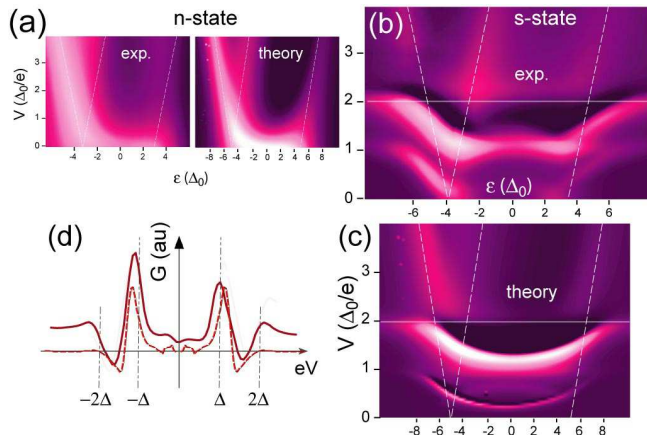 (a)
n-state
exp.
theory
V (Δ₀/e)
3
2
1
0
-4 -2 0 2 4
-8 -6 -4 -2 0 2 4 6 8
ε (Δ₀)
(b)
s-state
exp.
3
2
1
0
ε (Δ₀)
-6 -4 -2 0 2 4 6
(c)
theory
V (Δ₀/e)
3
2
1
0
-8 -6 -4 -2 0 2 4 6 8
(d)
G (au)
eV
−2Δ −Δ Δ 2Δ